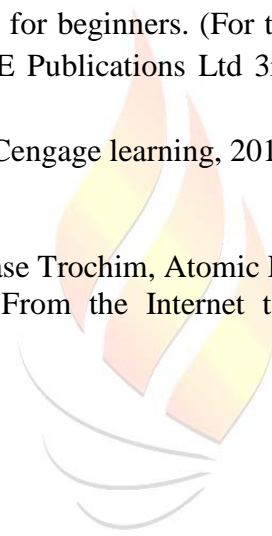 for beginners. (For t
E Publications Ltd 3
Cengage learning, 201
ase Trochim, Atomic
From the Internet t